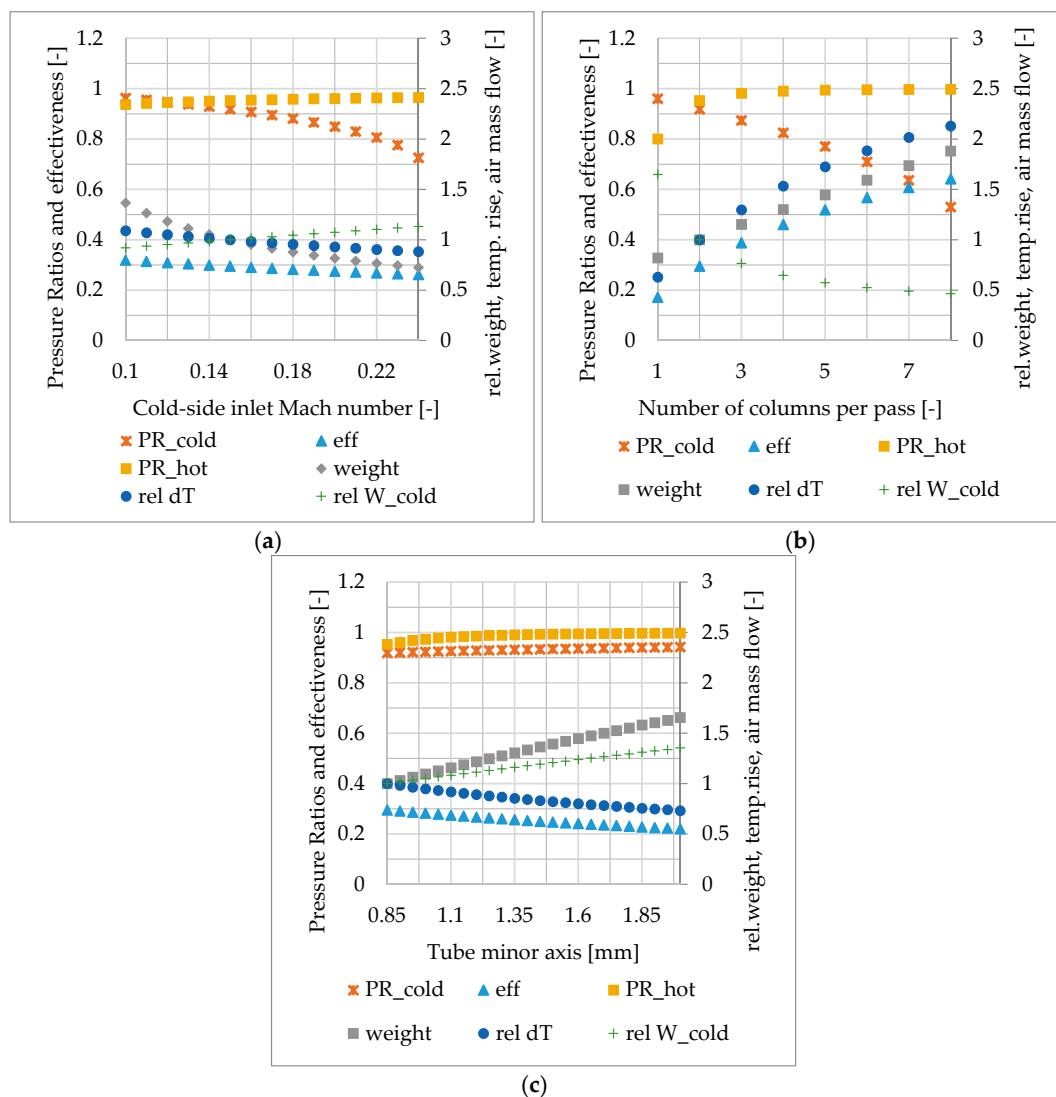 Pressure Ratios and effectiveness [-]
1.2
1
0.8
0.6
0.4
0.2
0
3
2.5
2
1.5
1
0.5
0
rel.weight, temp.rise, air mass flow [-]
0.1 0.14 0.18 0.22
Cold-side inlet Mach number [-]
PR_cold eff
PR_hot weight
rel dT rel W_cold
(a)
Pressure Ratios and effectiveness [-]
1.2
1
0.8
0.6
0.4
0.2
0
3
2.5
2
1.5
1
0.5
0
rel.weight, temp.rise, air mass flow [-]
1 3 5 7
Number of columns per pass [-]
PR_cold eff PR_hot
weight rel dT rel W_cold
(b)
Pressure Ratios and effectiveness [-]
1.2
1
0.8
0.6
0.4
0.2
0
3
2.5
2
1.5
1
0.5
0
rel.weight, temp.rise, air mass flow [-]
0.85 1.1 1.35 1.6 1.85
Tube minor axis [mm]
PR_cold eff PR_hot
weight rel dT rel W_cold
(c)